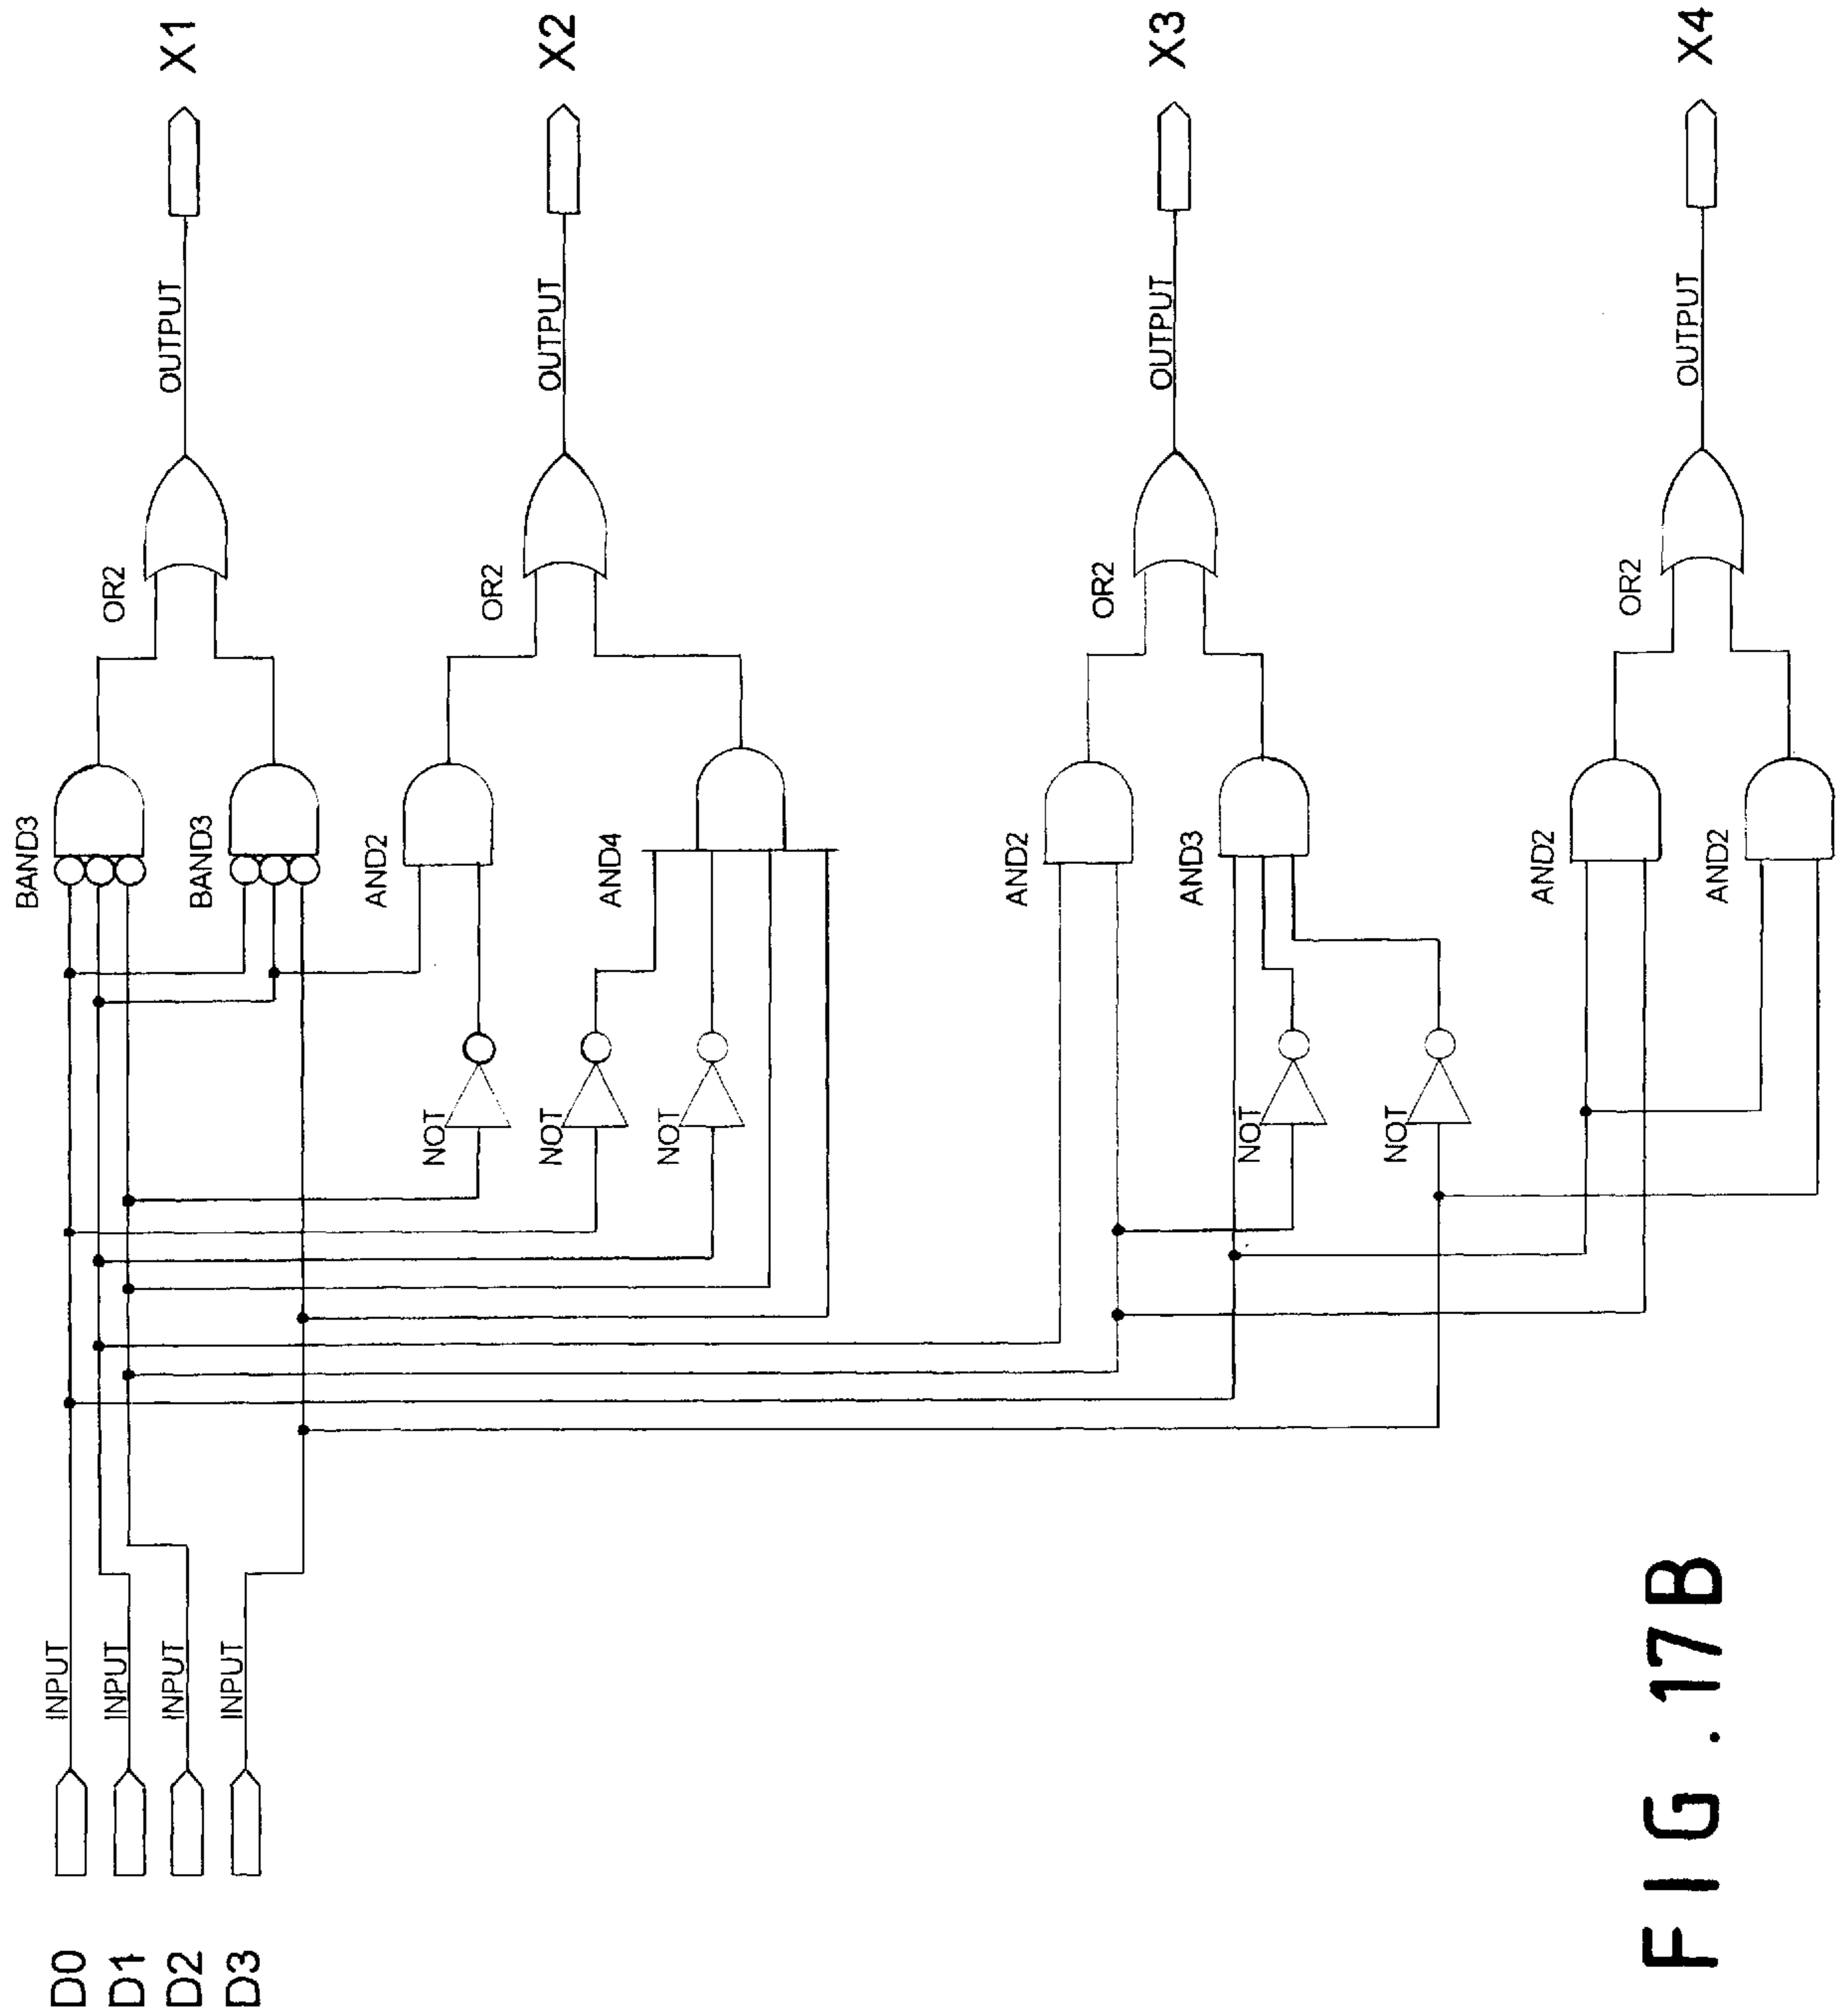 D0
D1
D2
D3
INPUT
INPUT
INPUT
INPUT
BAND3
BAND3
AND2
AND4
NOT
NOT
NOT
AND2
AND3
NOT
NOT
AND2
AND2
OR2
OR2
OR2
OR2
OUTPUT
OUTPUT
OUTPUT
OUTPUT
X1
X2
X3
X4
FIG. 17B